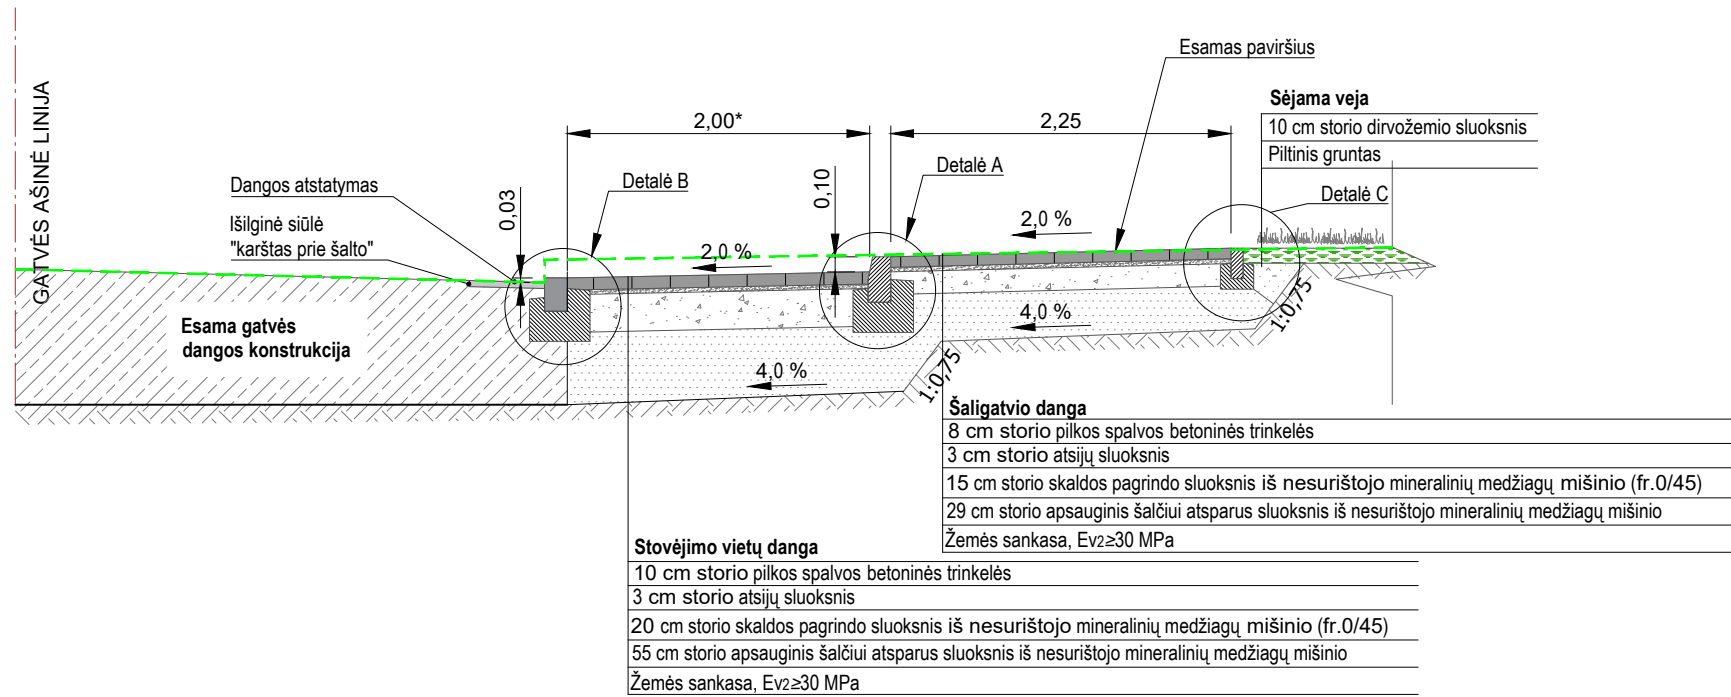 GATVĖS AŠINĖ LINIJA
Esamas paviršius
Sėjama veja
10 cm storio dirvožemio sluoksnis
Piltinis gruntas
2,00*
2,25
Dangos atstatymas
Detalė B
Detalė A
Detalė C
0,03
0,10
Išilginė siūlė
"karštas prie šalto"
2,0 %
2,0 %
Esama gatvės
dangos konstrukcija
4,0 %
4,0 %
1:0,75
1:0,75
Šaligatvio danga
8 cm storio pilkos spalvos betoninės trinkelės
3 cm storio atsijų sluoksnis
15 cm storio skaldos pagrindo sluoksnis iš nesurištojo mineralinių medžiagų mišinio (fr.0/45)
29 cm storio apsauginis šalčiui atsparus sluoksnis iš nesurištojo mineralinių medžiagų mišinio
Žemės sankasa, Ev2≥30 MPa
Stovėjimo vietų danga
10 cm storio pilkos spalvos betoninės trinkelės
3 cm storio atsijų sluoksnis
20 cm storio skaldos pagrindo sluoksnis iš nesurištojo mineralinių medžiagų mišinio (fr.0/45)
55 cm storio apsauginis šalčiui atsparus sluoksnis iš nesurištojo mineralinių medžiagų mišinio
Žemės sankasa, Ev2≥30 MPa